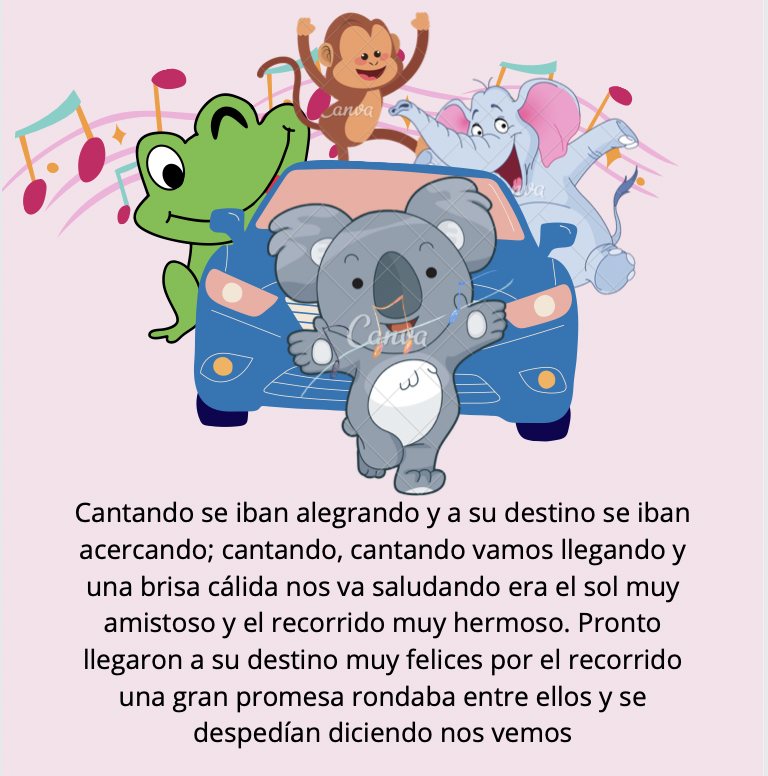 Canva
Canva
Canva
Cantando se iban alegrando y a su destino se iban
acercando; cantando, cantando vamos llegando y
una brisa cálida nos va saludando era el sol muy
amistoso y el recorrido muy hermoso. Pronto
llegaron a su destino muy felices por el recorrido
una gran promesa rondaba entre ellos y se
despedían diciendo nos vemos